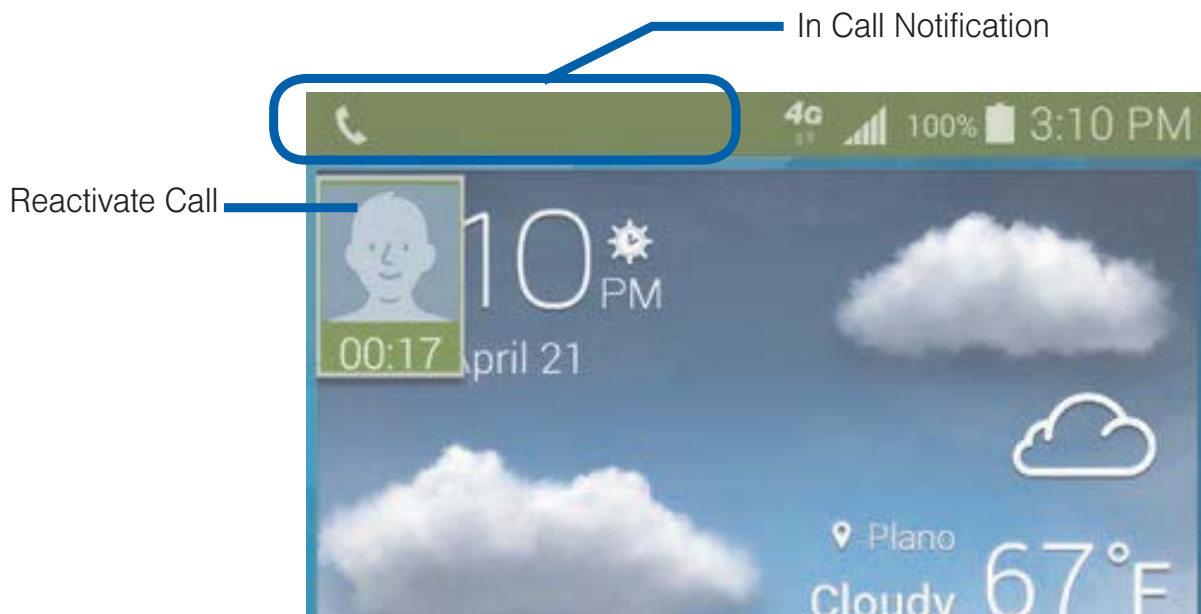 In Call Notification
4G
100%
3:10 PM
Reactivate Call
10
PM
00:17
April 21
Plano
Cloudy
67°F